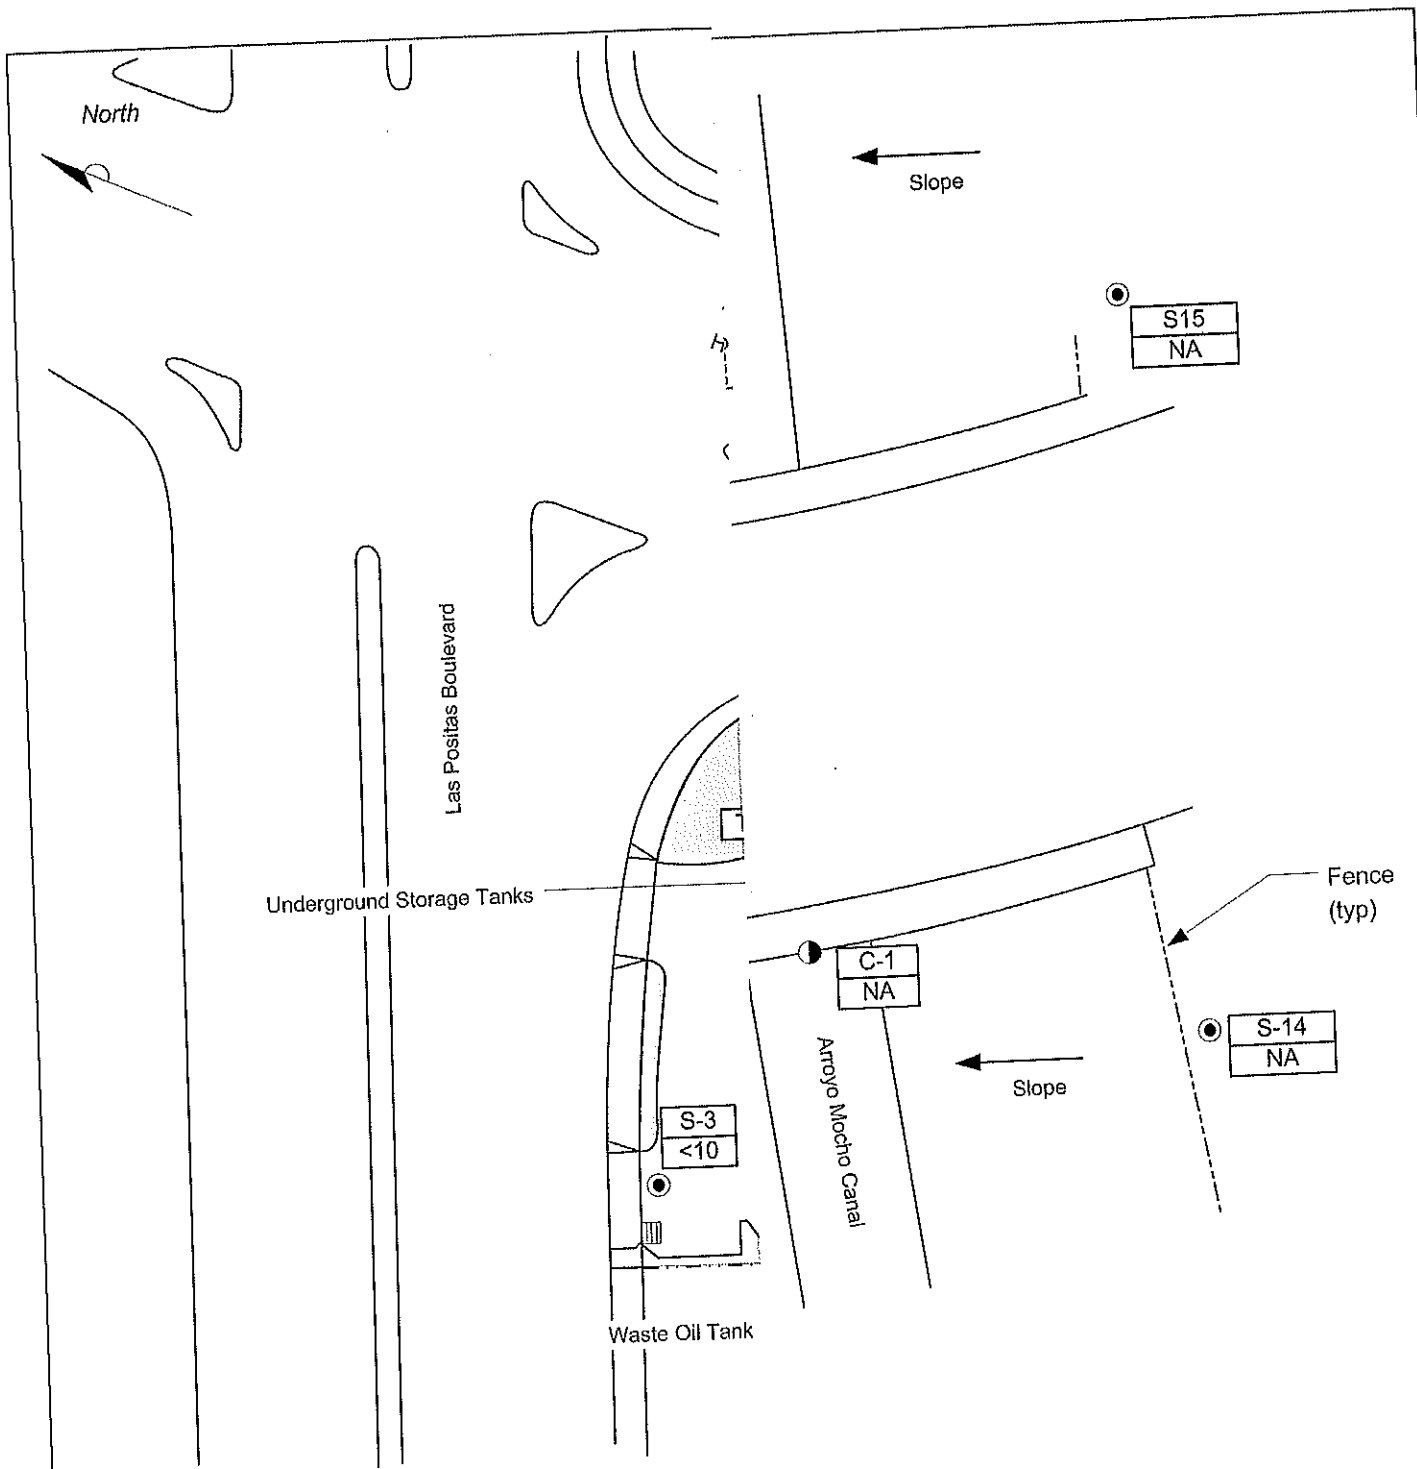 North
Slope
S15
NA
Las Positas Boulevard
Underground Storage Tanks
Fence
(typ)
C-1
NA
S-14
NA
Arroyo Mocho Canal
Slope
S-3
<10
Waste Oil Tank